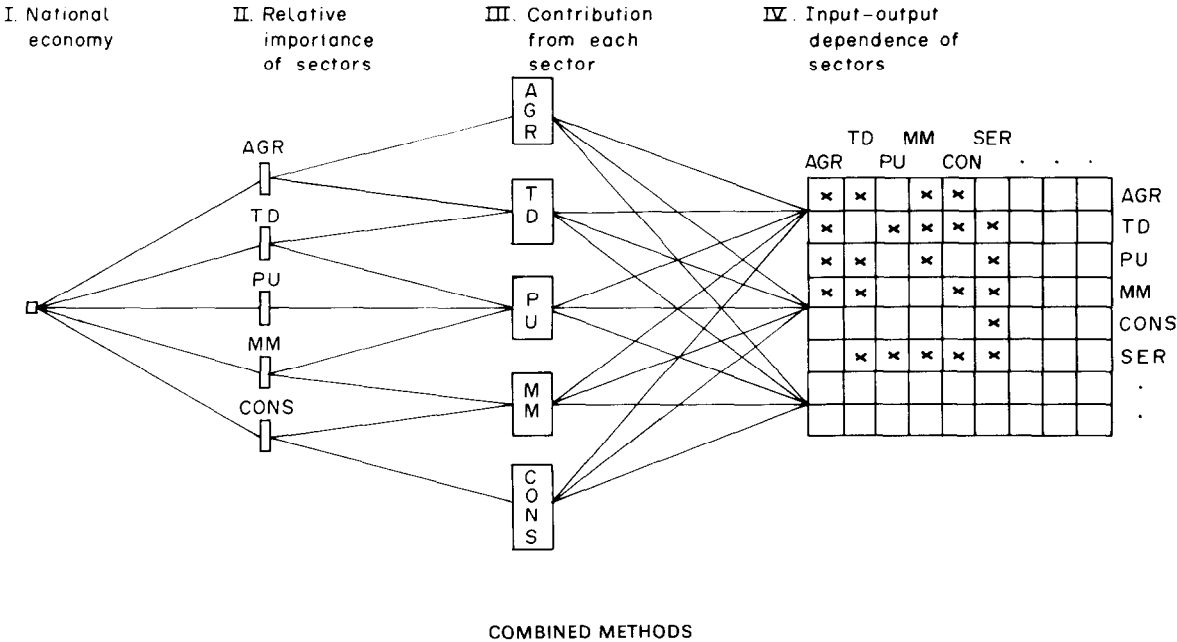 I. National
economy
II. Relative
importance
of sectors
III. Contribution
from each
sector
IV. Input-output
dependence of
sectors
AGR
TD
PU
MM
CONS
AGR
TD
PU
MM
CONS
TD MM SER
AGR PU CON . . .
x x x x AGR
x x x x x TD
x x x x PU
x x x x MM
x CONS
x x x x x SER
.
.
COMBINED METHODS